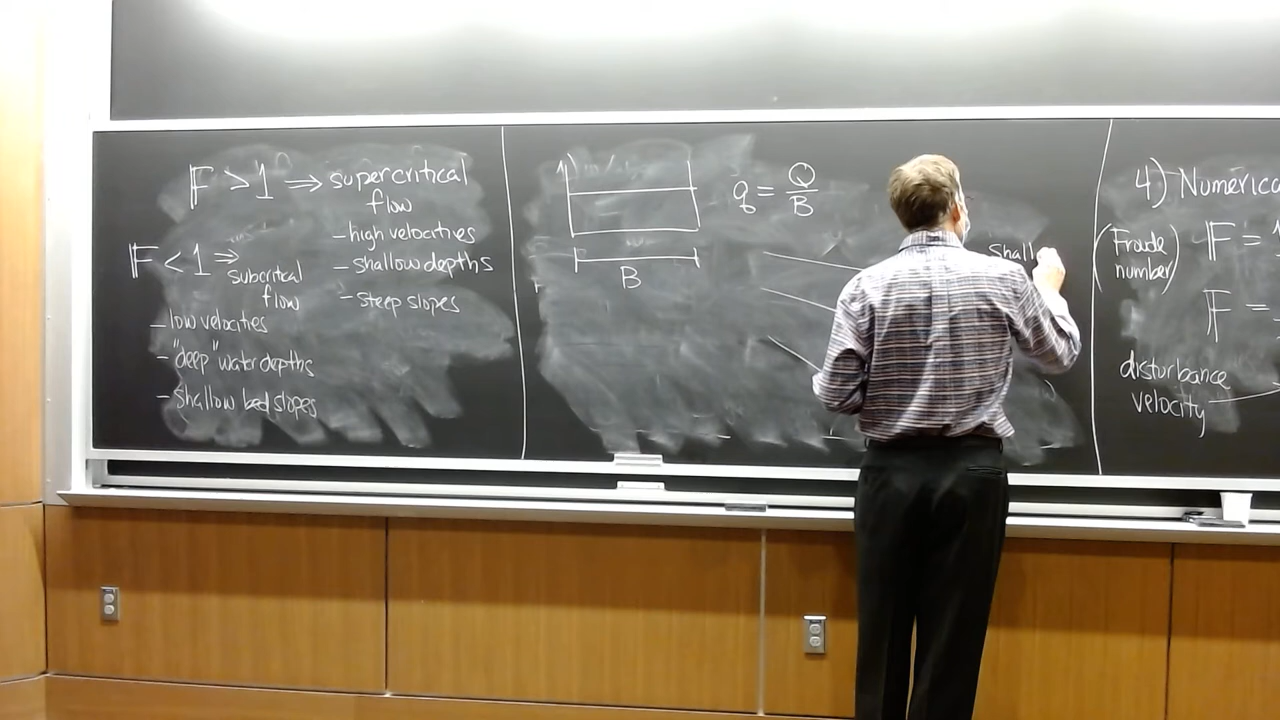 𝔽 > 1 ⇒ supercritical
flow
- high velocities
- shallow depths
- steep slopes
𝔽 < 1 ⇒
subcritical
flow
- low velocities
- "deep" water depths
- shallow bed slopes
B
q = Q/B
Shall
4) Numerica
(Froude
number)
𝔽 =
𝔽 =
disturbance
velocity